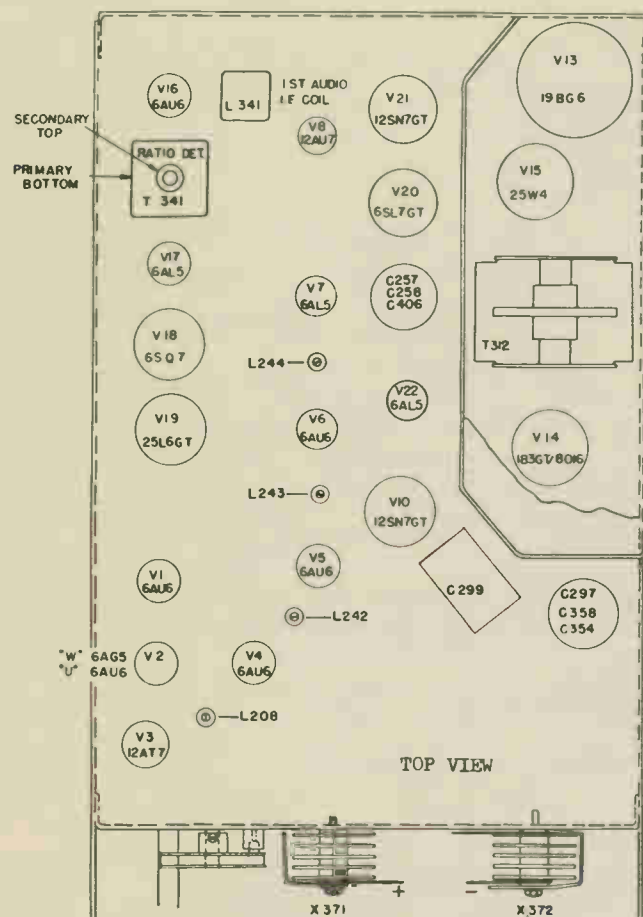 V13
19BG6
V16
6AU6
L 341
1ST AUDIO
I.F COIL
V21
12SN7GT
V8
12AU7
SECONDARY
TOP
RATIO DET.
PRIMARY
BOTTOM
T 341
V15
25W4
V20
6SL7GT
V17
6AL5
V7
6AL5
C257
C258
C406
V18
6SQ7
T312
L244
V22
6AL5
V19
25L6GT
V6
6AU6
V14
1B3GT/8016
L243
V10
12SN7GT
V5
6AU6
V1
6AU6
C299
C297
C358
C354
L242
"W" 6AG5
"U" 6AU6
V2
V4
6AU6
L208
V3
12AT7
TOP VIEW
+
−
X371
X372